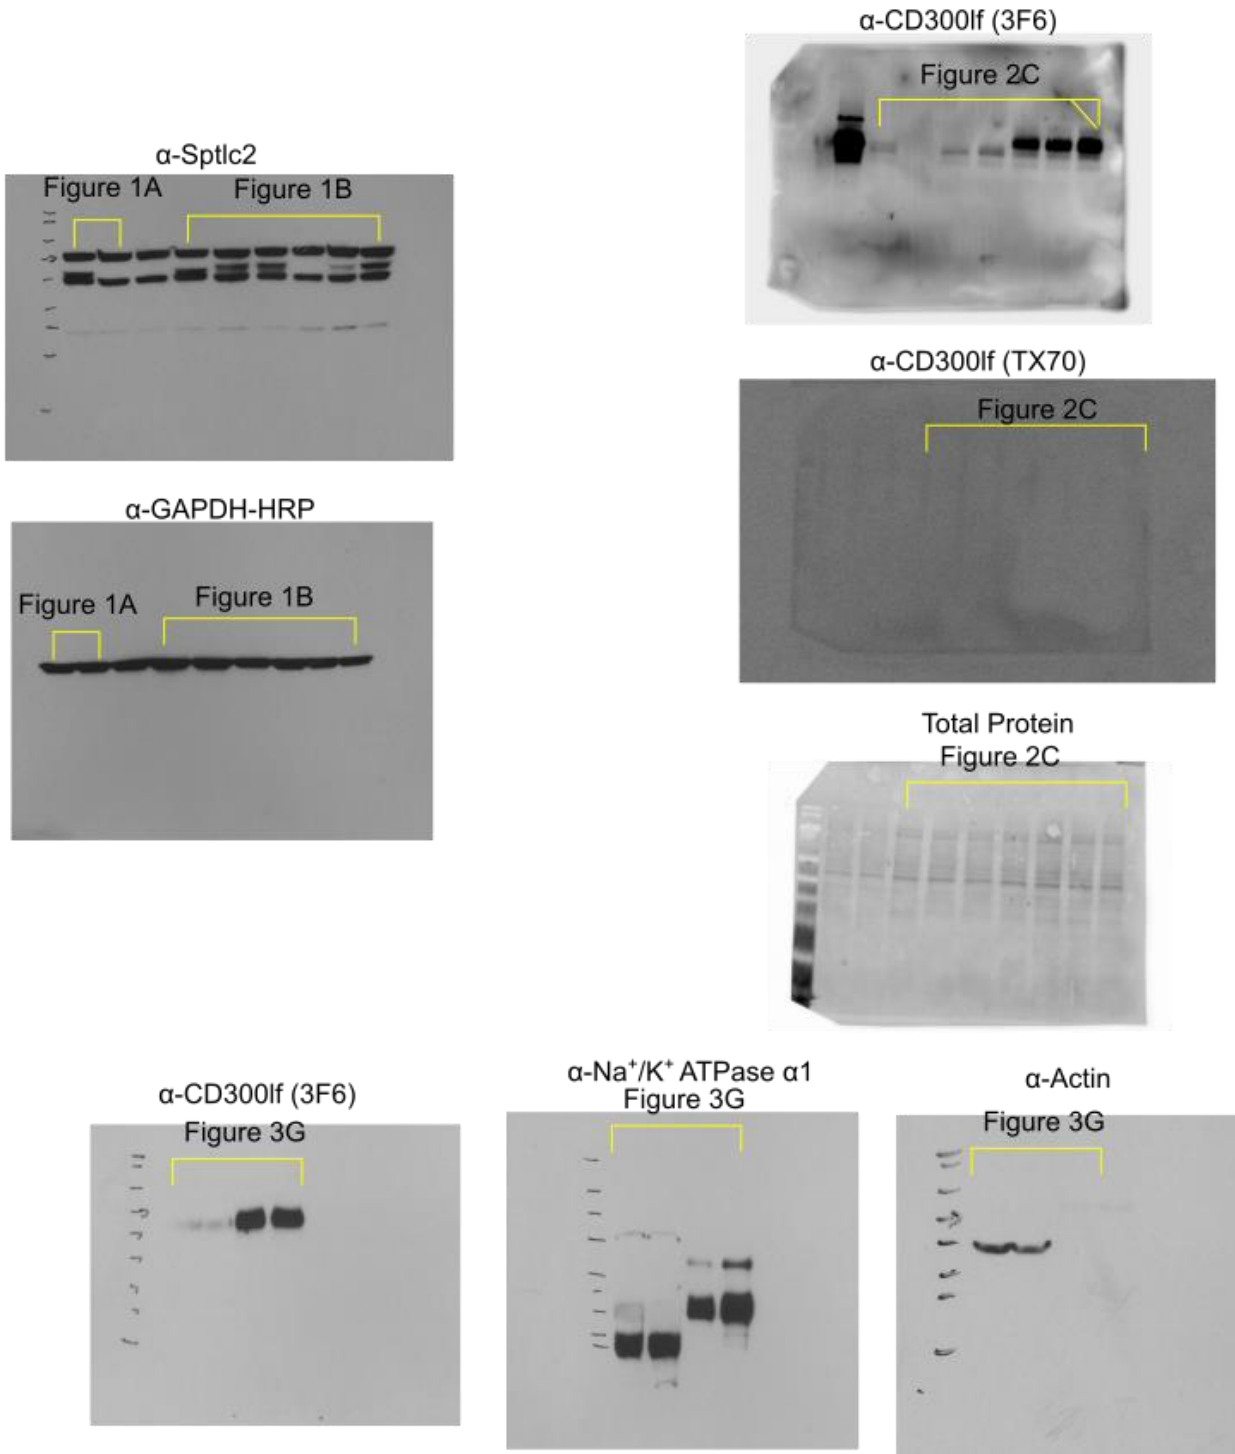 α-CD300lf (3F6)
Figure 2C
α-Sptlc2
Figure 1A
Figure 1B
α-CD300lf (TX70)
Figure 2C
α-GAPDH-HRP
Figure 1A
Figure 1B
Total Protein
Figure 2C
α-CD300lf (3F6)
Figure 3G
α-Na⁺/K⁺ ATPase α1
Figure 3G
α-Actin
Figure 3G